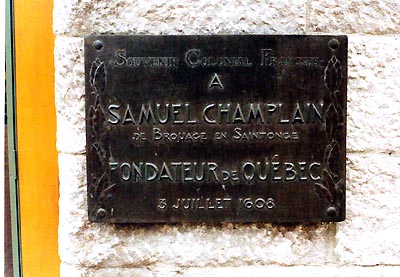 SOUVENIR COLONIAL FRANÇAIS
A
SAMUEL CHAMPLAIN
DE BROUAGE EN SAINTONGE
FONDATEUR DE QUÉBEC
3 JUILLET 1608